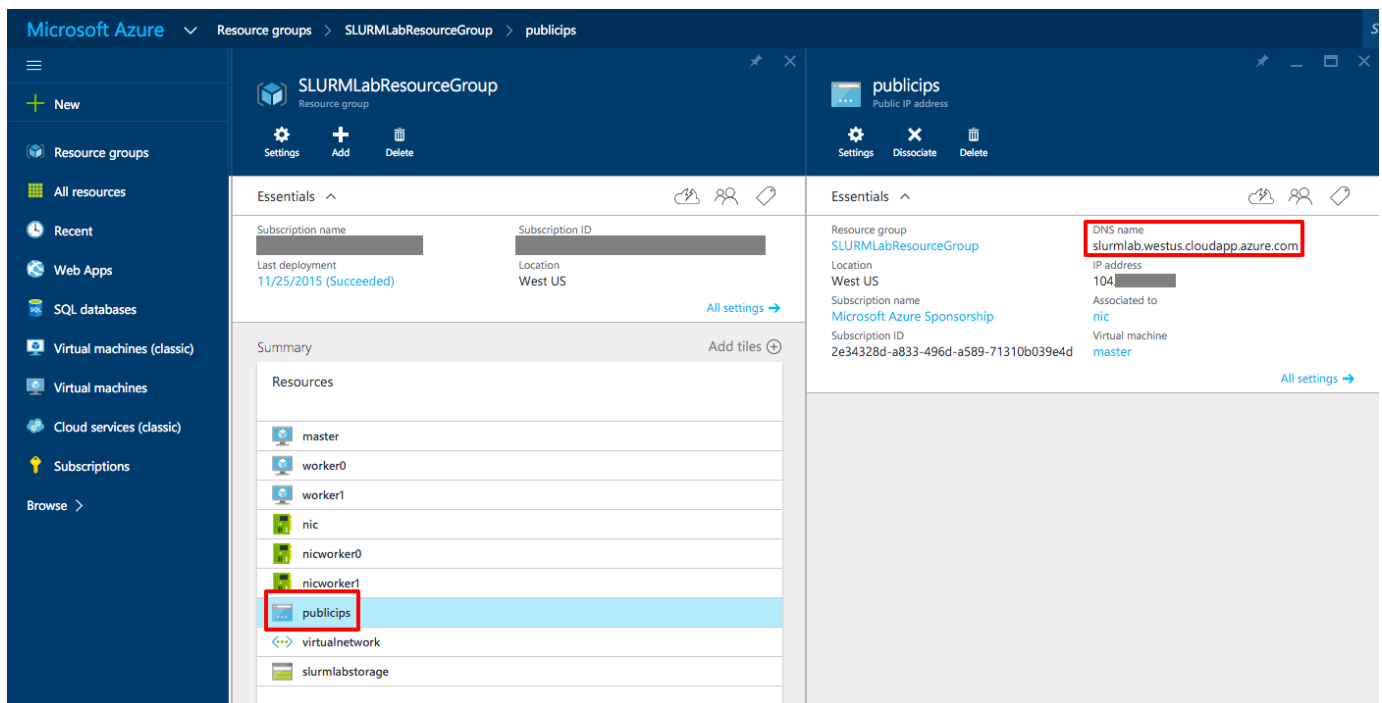 Microsoft Azure Resource groups > SLURMLabResourceGroup > publicips
New
Resource groups
All resources
Recent
Web Apps
SQL databases
Virtual machines (classic)
Virtual machines
Cloud services (classic)
Subscriptions
Browse >
SLURMLabResourceGroup
Resource group
Settings Add Delete
Essentials
Subscription name Subscription ID
Last deployment Location
11/25/2015 (Succeeded) West US
All settings →
Summary Add tiles
Resources
master
worker0
worker1
nic
nicworker0
nicworker1
publicips
virtualnetwork
slurmlabstorage
publicips
Public IP address
Settings Dissociate Delete
Essentials
Resource group DNS name
SLURMLabResourceGroup slurmlab.westus.cloudapp.azure.com
Location IP address
West US 104.
Subscription name Associated to
Microsoft Azure Sponsorship nic
Subscription ID Virtual machine
2e34328d-a833-496d-a589-71310b039e4d master
All settings →